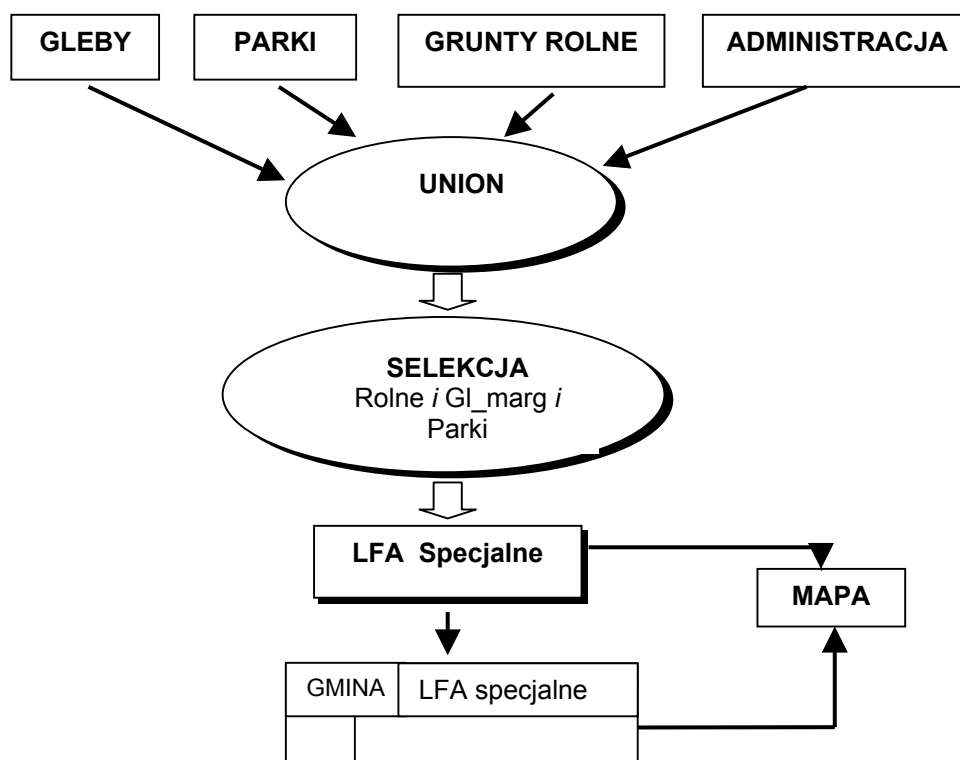 GLEBY
PARKI
GRUNTY ROLNE
ADMINISTRACJA
UNION
SELEKCJA
Rolne i Gl_marg i
Parki
LFA Specjalne
MAPA
GMINA
LFA specjalne